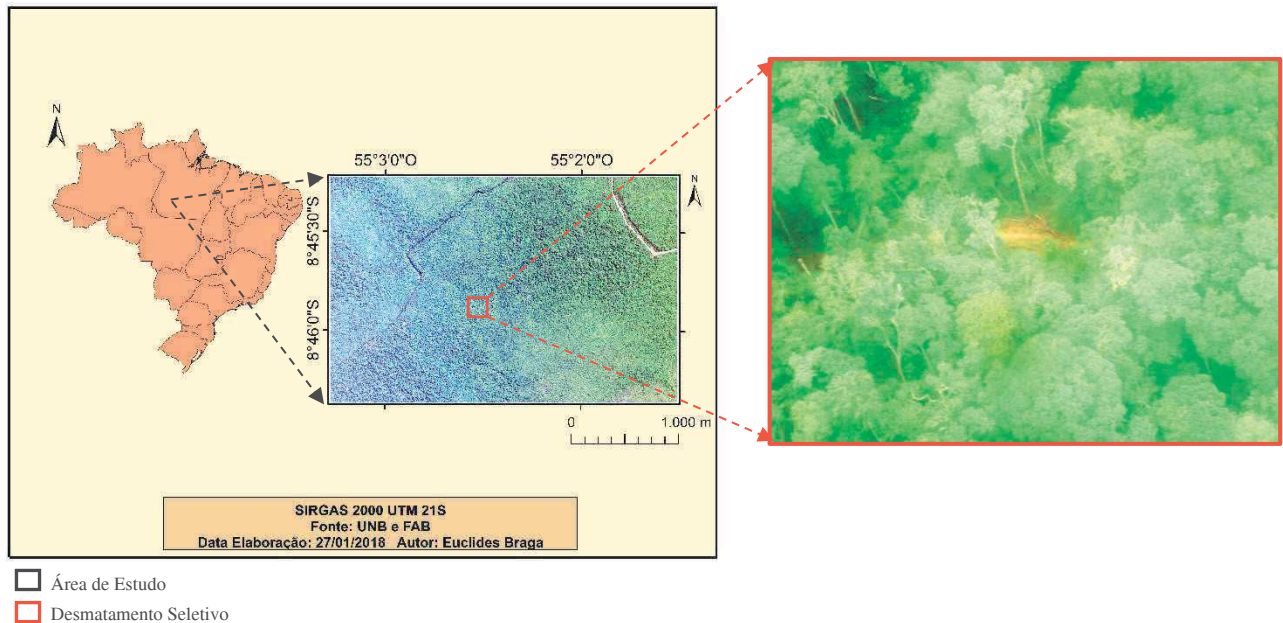 N
55°3'0"O
55°2'0"O
N
8°45'30"S
8°46'0"S
0
1.000 m
SIRGAS 2000 UTM 21S
Fonte: UNB e FAB
Data Elaboração: 27/01/2018 Autor: Euclides Braga
Área de Estudo
Desmatamento Seletivo